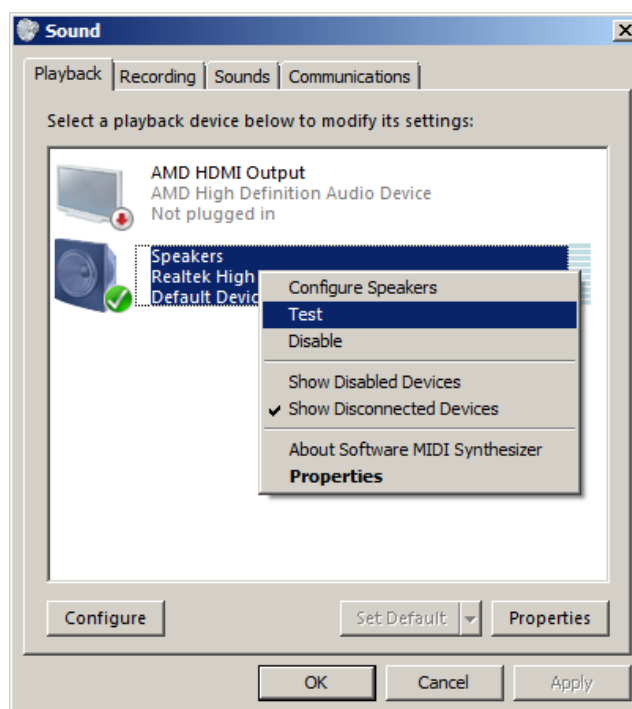 Sound
Playback Recording Sounds Communications
Select a playback device below to modify its settings:
AMD HDMI Output
AMD High Definition Audio Device
Not plugged in
Speakers
Realtek High
Default Devic
Configure Speakers
Test
Disable
Show Disabled Devices
Show Disconnected Devices
About Software MIDI Synthesizer
Properties
Configure Set Default Properties
OK Cancel Apply